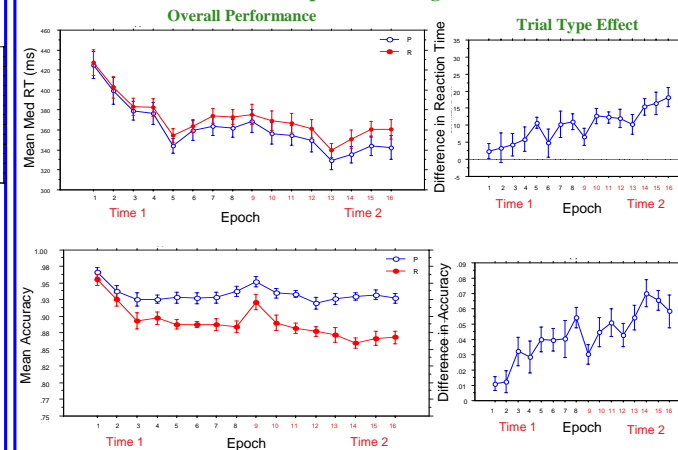 Overall Performance
Mean Med RT (ms)
460
440
420
400
380
360
340
320
300
P
R
1 2 3 4 5 6 7 8 9 10 11 12 13 14 15 16
Time 1
Epoch
Time 2
Trial Type Effect
Difference in Reaction Time
35
30
25
20
15
10
5
0
-5
1 2 3 4 5 6 7 8 9 10 11 12 13 14 15 16
Time 1
Epoch
Time 2
Mean Accuracy
1.00
.98
.95
.93
.90
.88
.85
.82
.80
.77
.75
P
R
1 2 3 4 5 6 7 8 9 10 11 12 13 14 15 16
Time 1
Epoch
Time 2
Difference in Accuracy
.09
.08
.07
.06
.05
.04
.03
.02
.01
0
1 2 3 4 5 6 7 8 9 10 11 12 13 14 15 16
Time 1
Epoch
Time 2